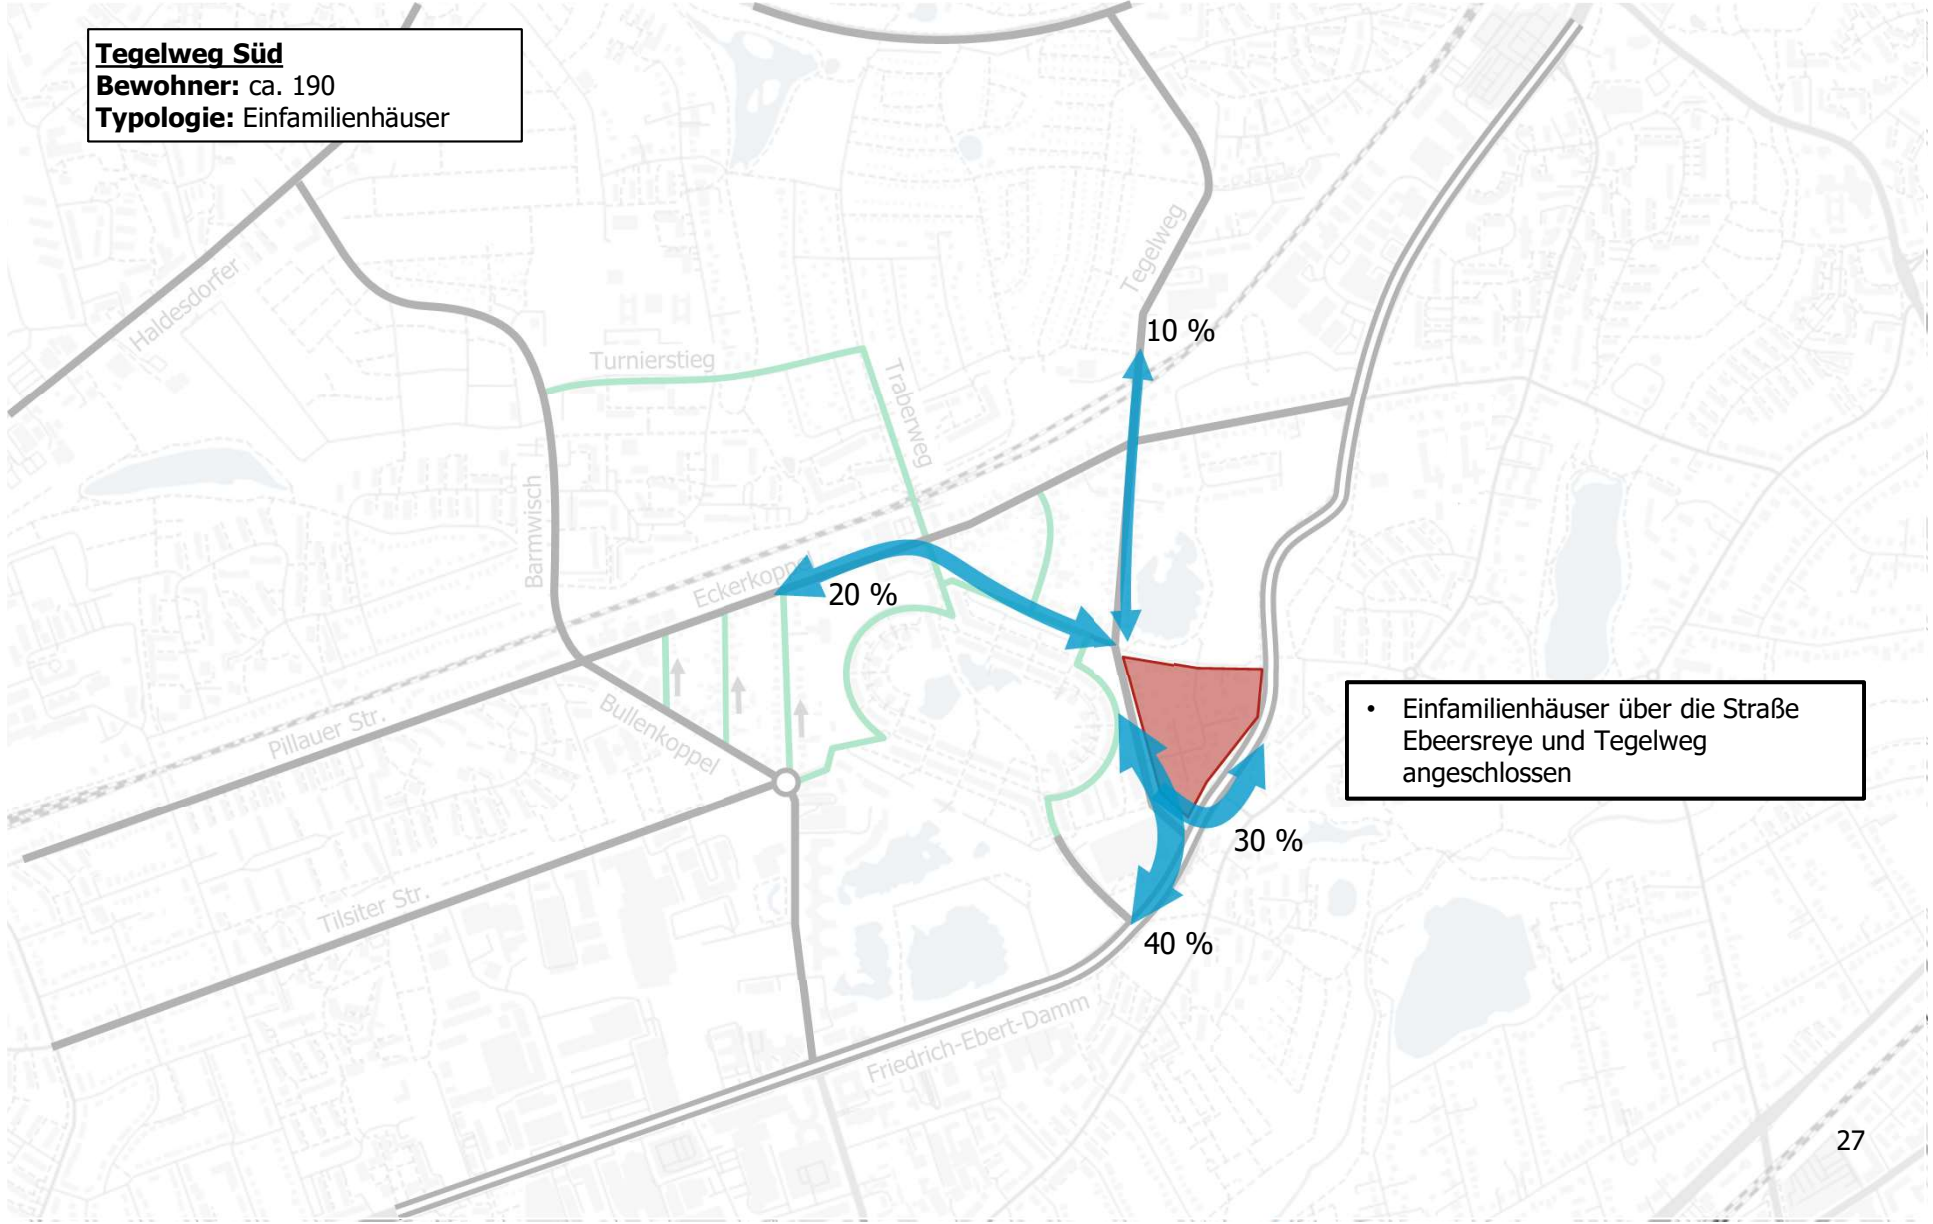 Tegelweg Süd
Bewohner: ca. 190
Typologie: Einfamilienhäuser
Haldesdorfer
Tegelweg
10 %
Turnierstieg
Traberweg
Barmwisch
Eckerkopp
20 %
Bullenkoppel
Pillauer Str.
• Einfamilienhäuser über die Straße
Ebeersreye und Tegelweg
angeschlossen
30 %
Tilsiter Str.
40 %
Friedrich-Ebert-Damm
27